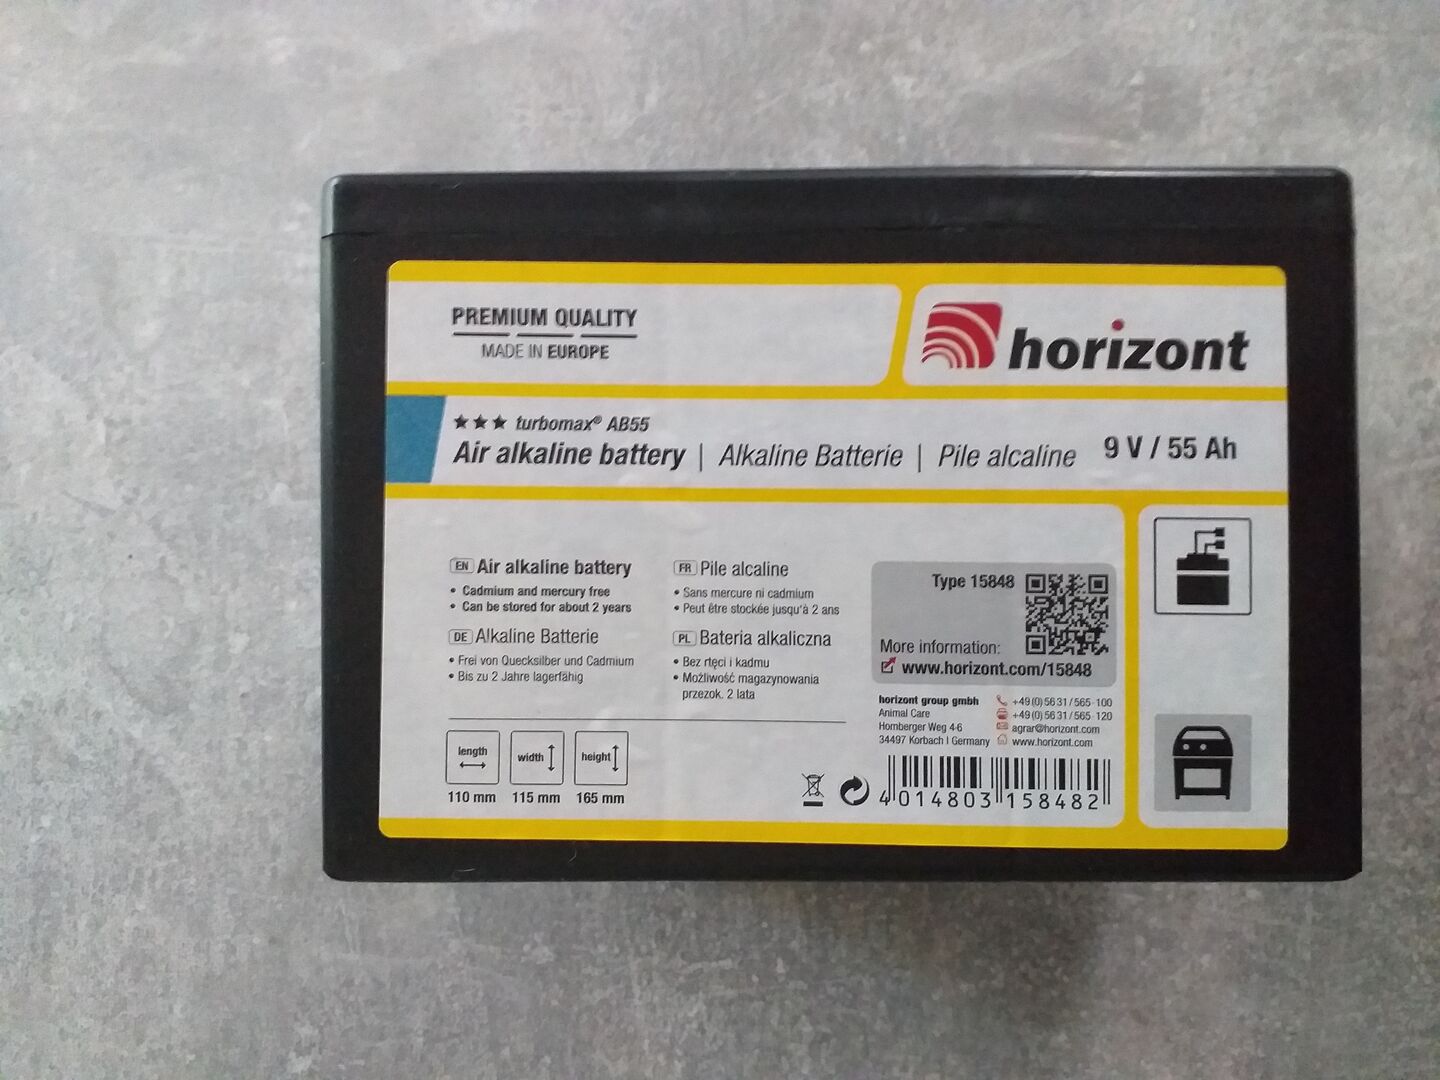 PREMIUM QUALITY
MADE IN EUROPE
horizont
★★★ turbomax® AB55
Air alkaline battery | Alkaline Batterie | Pile alcaline
9 V / 55 Ah
EN Air alkaline battery
• Cadmium and mercury free
• Can be stored for about 2 years
DE Alkaline Batterie
• Frei von Quecksilber und Cadmium
• Bis zu 2 Jahre lagerfähig
FR Pile alcaline
• Sans mercure ni cadmium
• Peut être stockée jusqu'à 2 ans
PL Bateria alkaliczna
• Bez rtęci i kadmu
• Możliwość magazynowania
przezok. 2 lata
length
110 mm
width
115 mm
height
165 mm
Type 15848
More information:
www.horizont.com/15848
horizont group gmbh
Animal Care
Homberger Weg 4-6
34497 Korbach I Germany
+49 (0) 56 31 / 565-100
+49 (0) 56 31 / 565-120
agrar@horizont.com
www.horizont.com
4 014803 158482